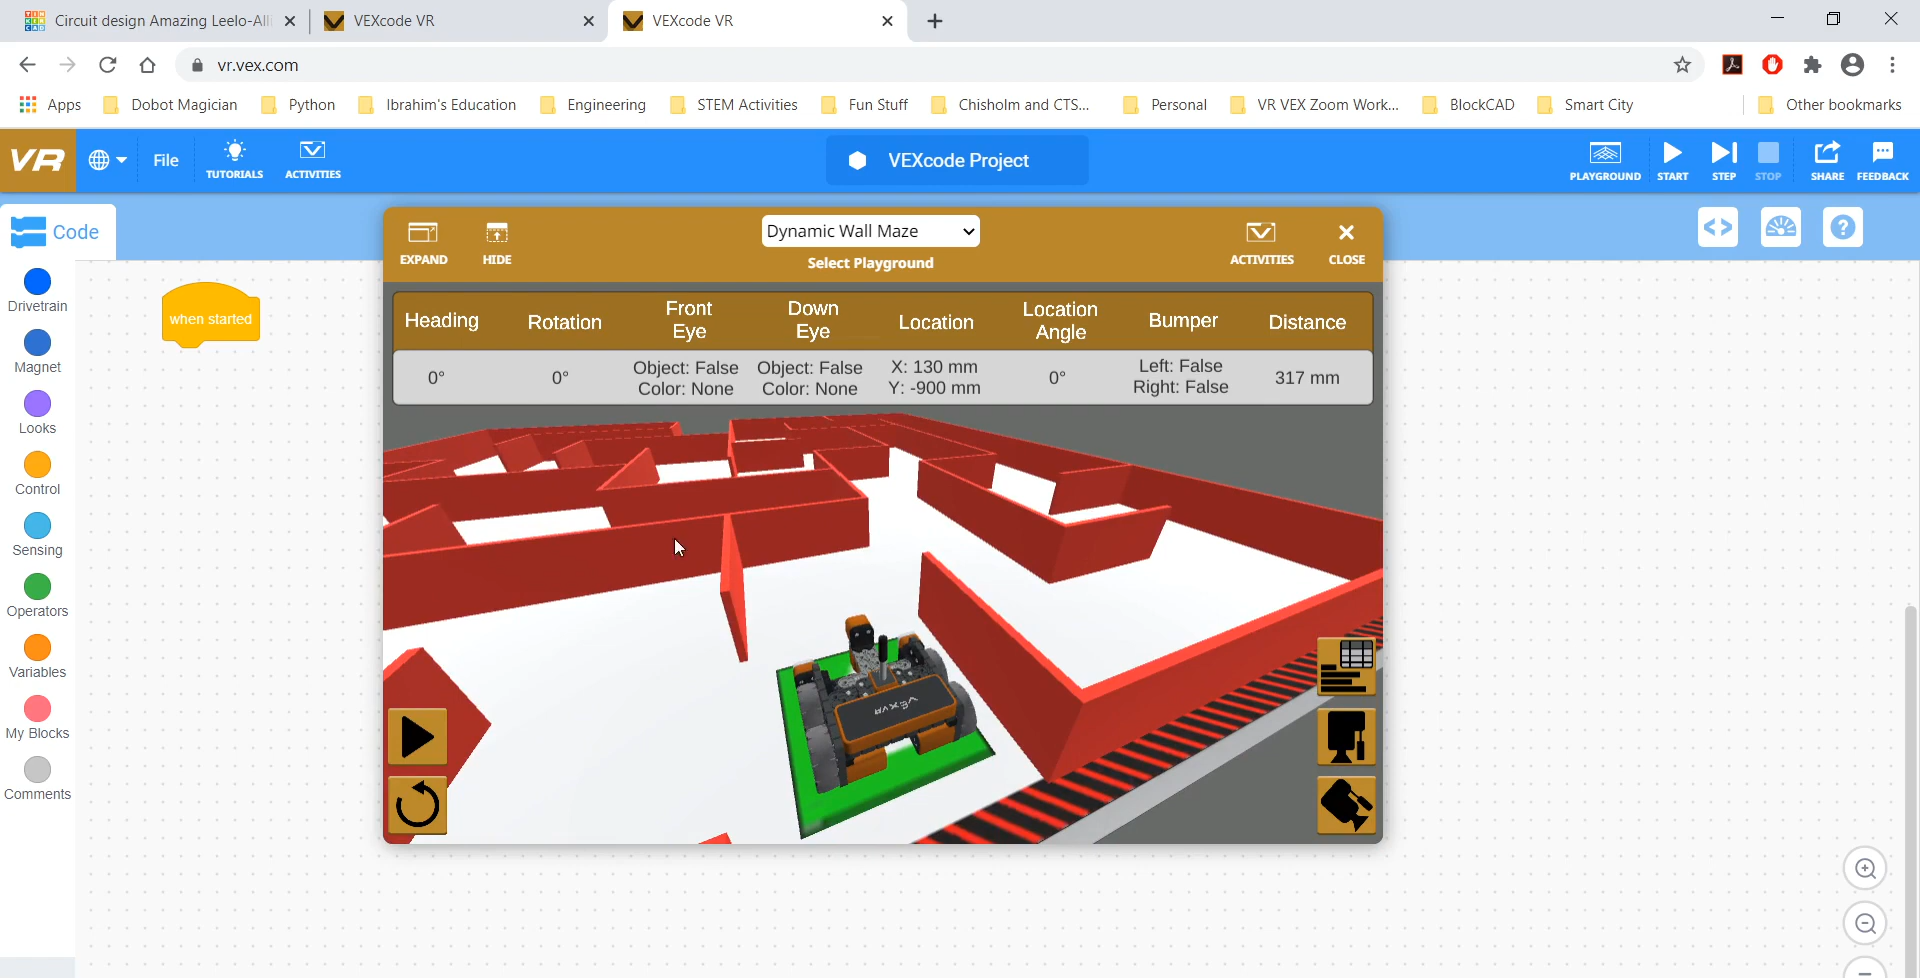 Circuit design Amazing Leelo-Alli
VEXcode VR
VEXcode VR
vr.vex.com
Apps
Dobot Magician
Python
Ibrahim's Education
Engineering
STEM Activities
Fun Stuff
Chisholm and CTS...
Personal
VR VEX Zoom Work...
BlockCAD
Smart City
Other bookmarks
VR
File
TUTORIALS
ACTIVITIES
VEXcode Project
PLAYGROUND
START
STEP
STOP
SHARE
FEEDBACK
Code
EXPAND
HIDE
Dynamic Wall Maze
Select Playground
ACTIVITIES
CLOSE
Drivetrain
Magnet
Looks
Control
Sensing
Operators
Variables
My Blocks
Comments
when started
Heading
Rotation
Front
Eye
Down
Eye
Location
Location
Angle
Bumper
Distance
0°
0°
Object: False
Color: None
Object: False
Color: None
X: 130 mm
Y: -900 mm
0°
Left: False
Right: False
317 mm
VEXVR